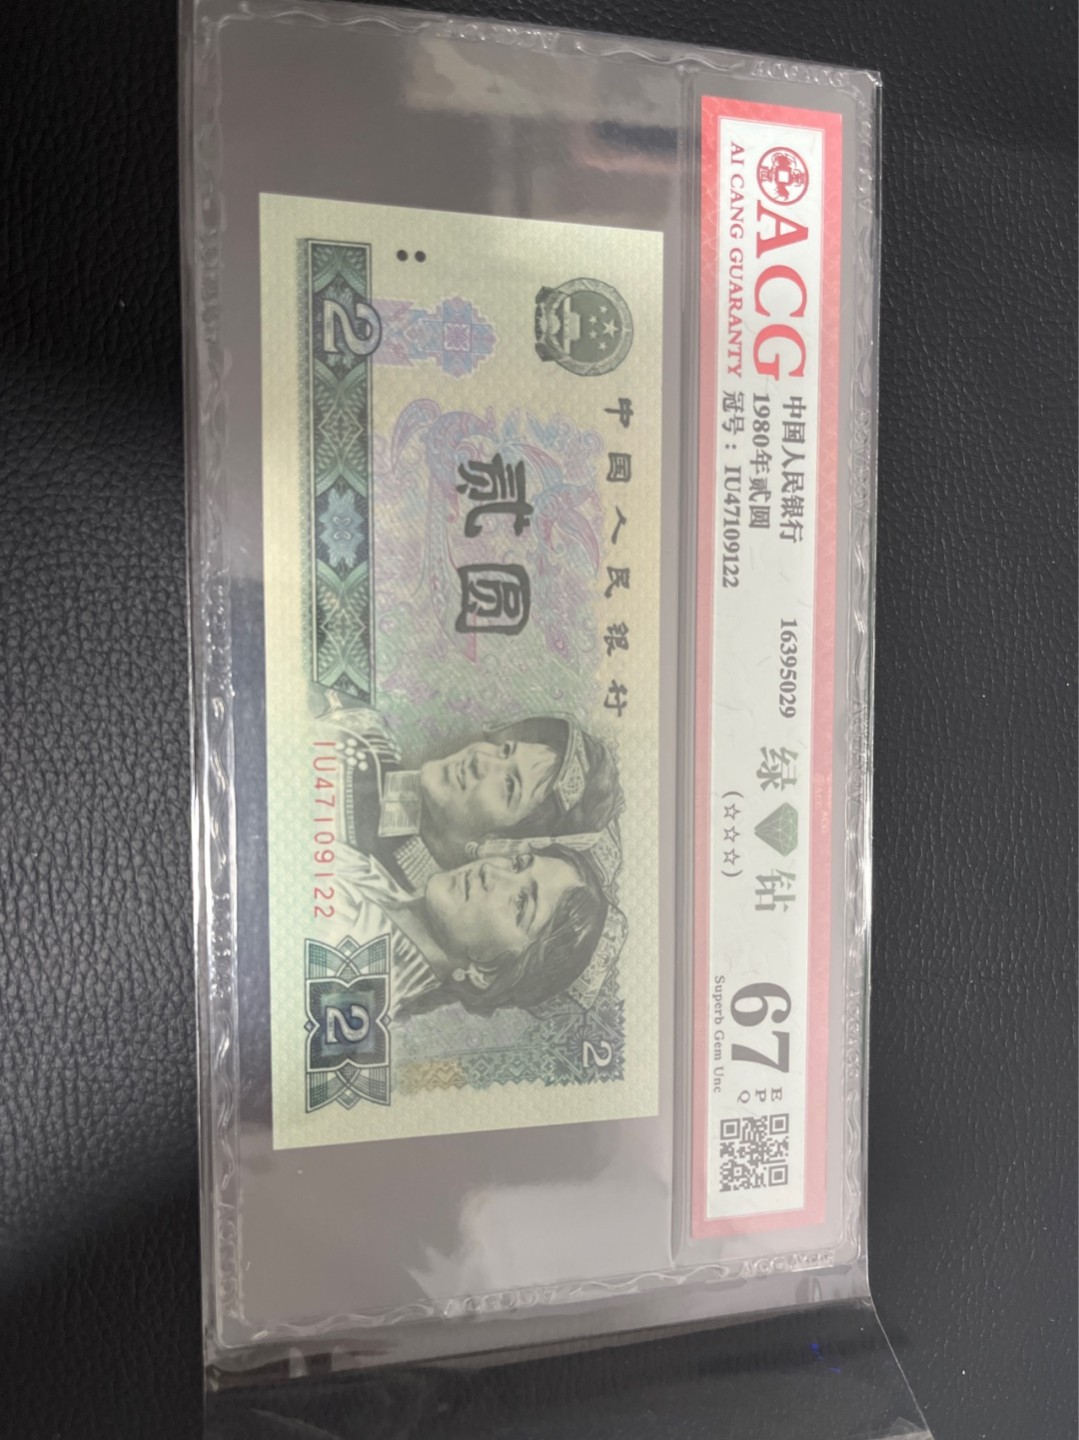 ACG
AI CANG GUARANTY
中国人民银行
1980年贰圆
冠号：IU47109122
16395029
绿钻
(☆☆☆)
67
EPQ
Superb Gem Unc
中国人民银行
贰圆
2
IU47109122
2
2